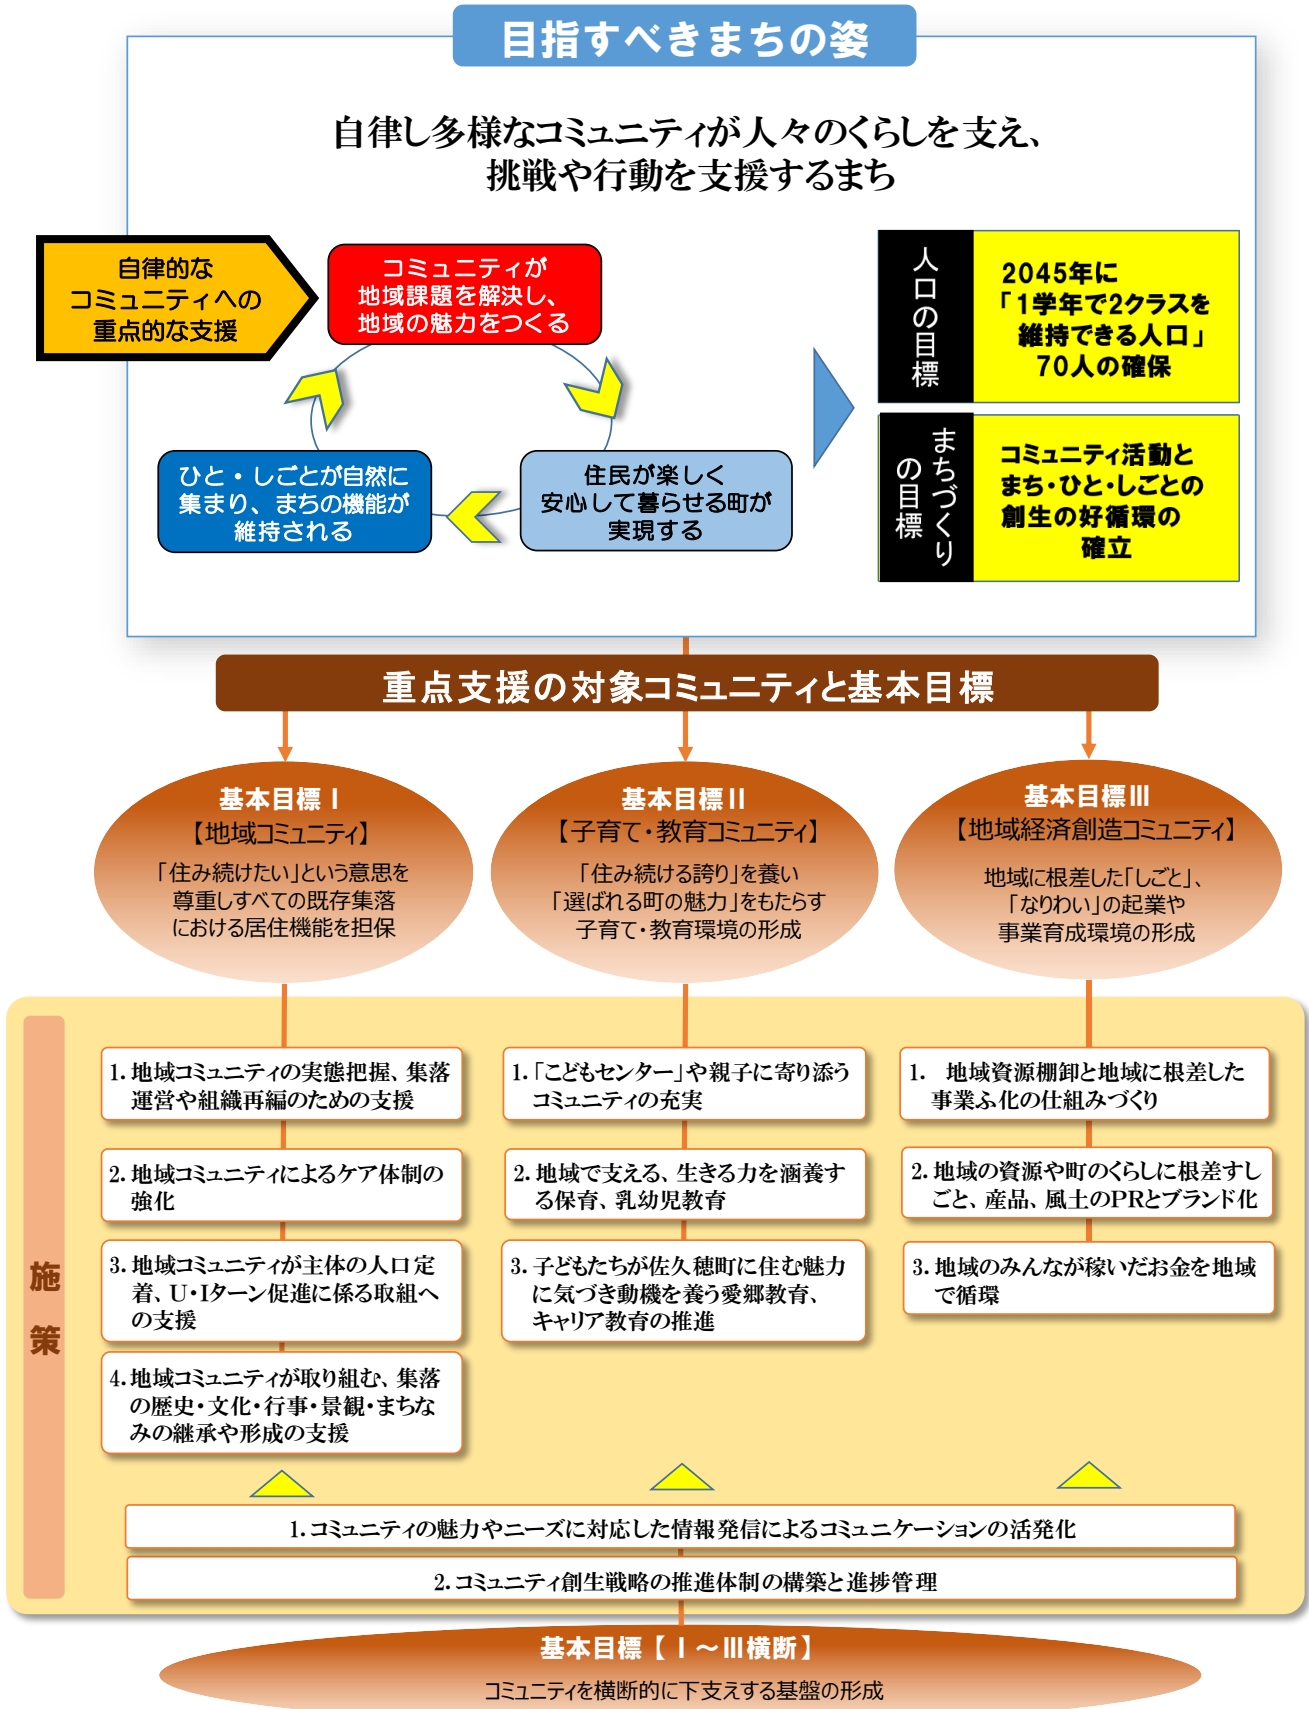 目指すべきまちの姿
自律し多様なコミュニティが人々のくらしを支え、
挑戦や行動を支援するまち
自律的な
コミュニティへの
重点的な支援
コミュニティが
地域課題を解決し、
地域の魅力をつくる
住民が楽しく
安心して暮らせる町が
実現する
ひと・しごとが自然に
集まり、まちの機能が
維持される
人口の目標
2045年に
「1学年で2クラスを
維持できる人口」
70人の確保
まちづくり
の目標
コミュニティ活動と
まち・ひと・しごとの
創生の好循環の
確立
重点支援の対象コミュニティと基本目標
基本目標Ⅰ
【地域コミュニティ】
「住み続けたい」という意思を
尊重しすべての既存集落
における居住機能を担保
基本目標Ⅱ
【子育て・教育コミュニティ】
「住み続ける誇り」を養い
「選ばれる町の魅力」をもたらす
子育て・教育環境の形成
基本目標Ⅲ
【地域経済創造コミュニティ】
地域に根差した「しごと」、
「なりわい」の起業や
事業育成環境の形成
施策
1.地域コミュニティの実態把握、集落
運営や組織再編のための支援
2.地域コミュニティによるケア体制の
強化
3.地域コミュニティが主体の人口定
着、U・Iターン促進に係る取組へ
の支援
4.地域コミュニティが取り組む、集落
の歴史・文化・行事・景観・まちな
みの継承や形成の支援
1.「こどもセンター」や親子に寄り添う
コミュニティの充実
2.地域で支える、生きる力を涵養す
る保育、乳幼児教育
3.子どもたちが佐久穂町に住む魅力
に気づき動機を養う愛郷教育、
キャリア教育の推進
1. 地域資源棚卸と地域に根差した
事業ふ化の仕組みづくり
2.地域の資源や町のくらしに根差すし
ごと、産品、風土のPRとブランド化
3.地域のみんなが稼いだお金を地域
で循環
1.コミュニティの魅力やニーズに対応した情報発信によるコミュニケーションの活発化
2.コミュニティ創生戦略の推進体制の構築と進捗管理
基本目標【Ⅰ～Ⅲ横断】
コミュニティを横断的に下支えする基盤の形成